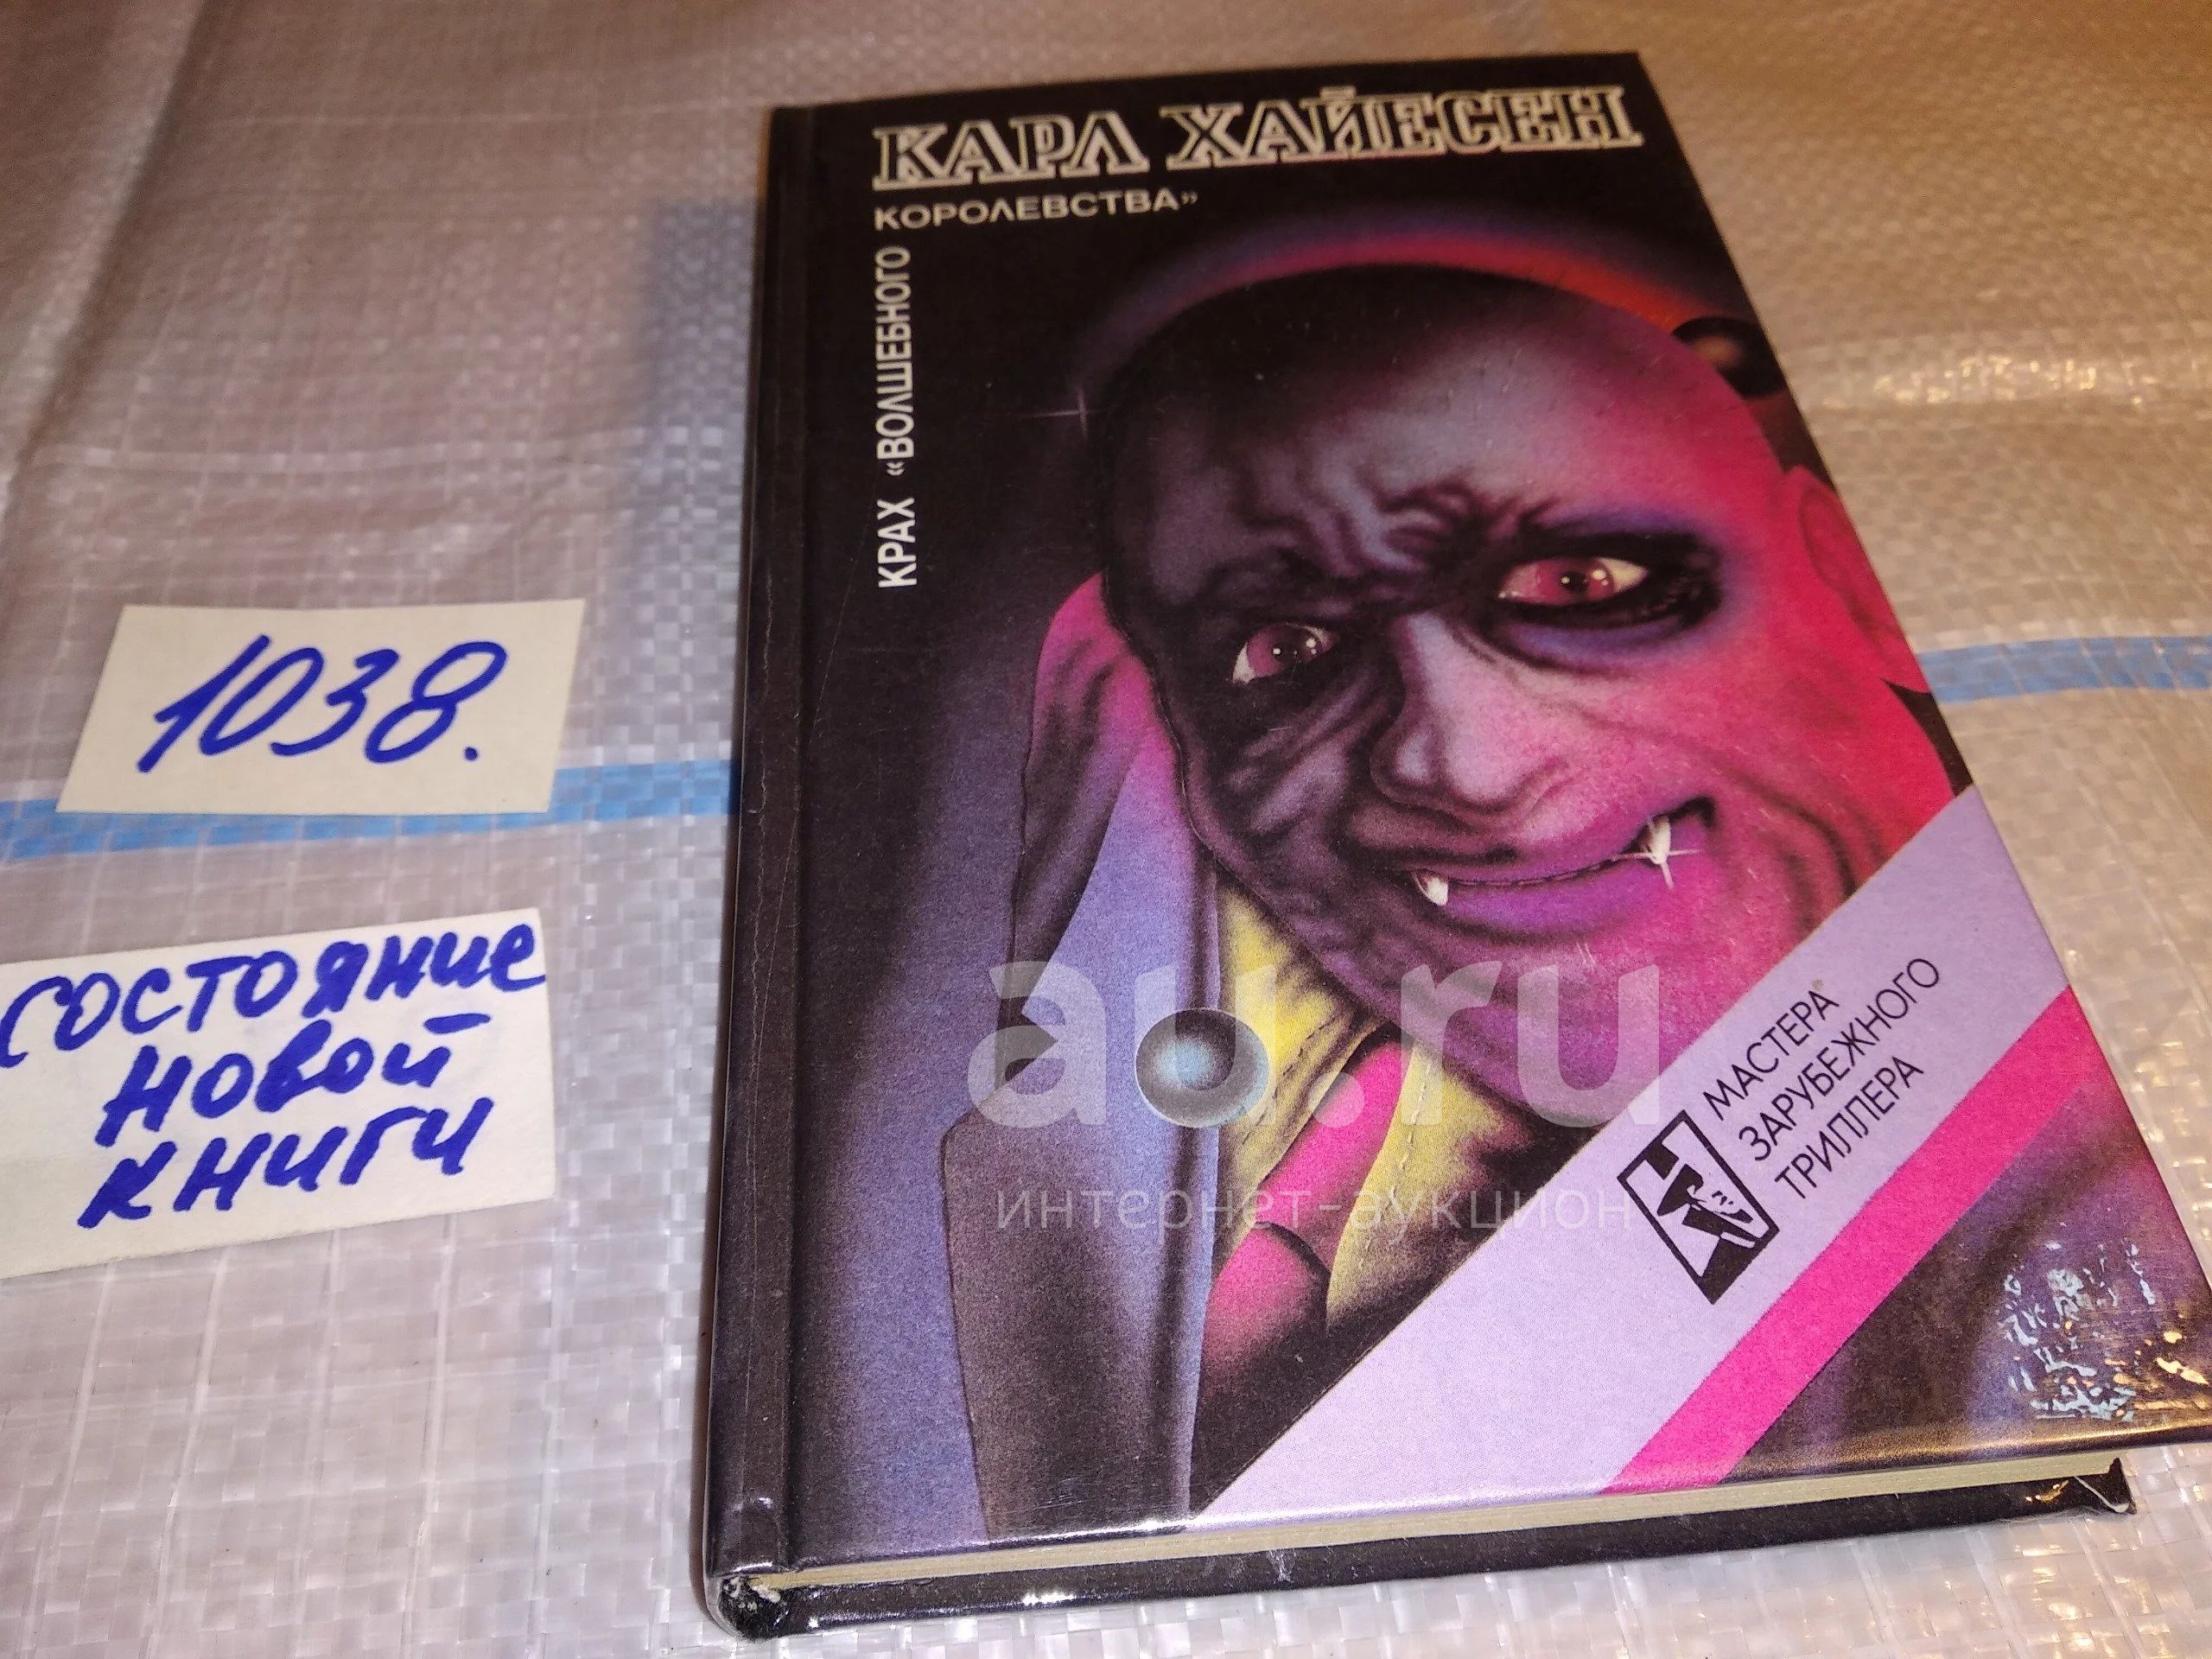 КАРЛ ХАЙЕСЕН
КРАХ «ВОЛШЕБНОГО
КОРОЛЕВСТВА»
1038.
состояние
новой
книги
au.ru
интернет-аукцион
МАСТЕРА
ЗАРУБЕЖНОГО
ТРИЛЛЕРА